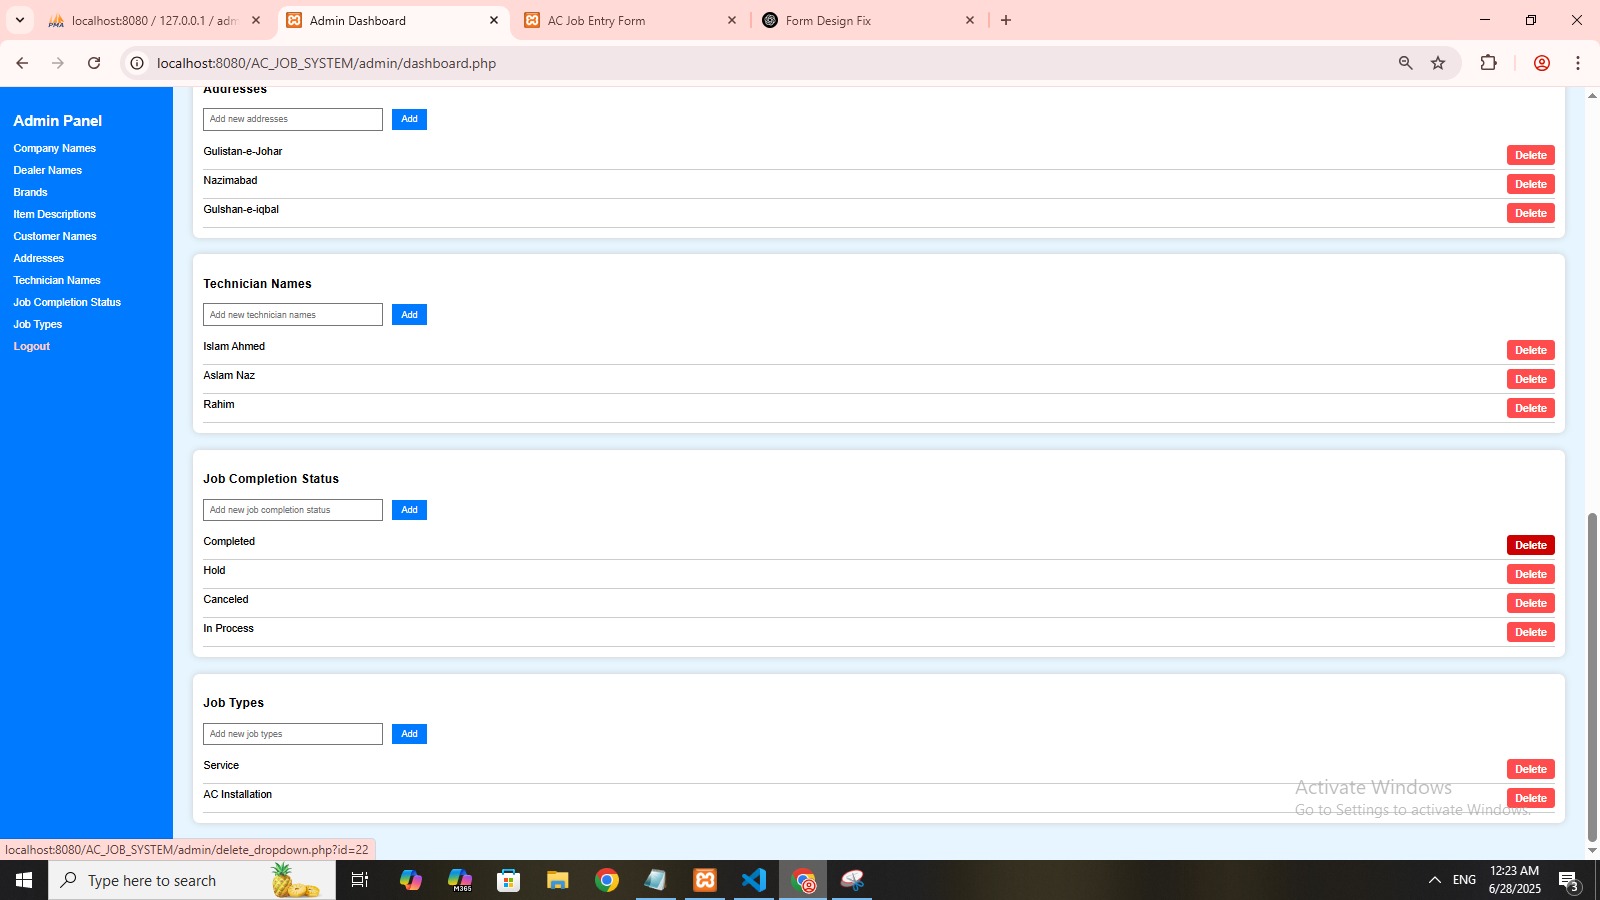 localhost:8080 / 127.0.0.1 / adm
Admin Dashboard
AC Job Entry Form
Form Design Fix
localhost:8080/AC_JOB_SYSTEM/admin/dashboard.php
Admin Panel
Company Names
Dealer Names
Brands
Item Descriptions
Customer Names
Addresses
Technician Names
Job Completion Status
Job Types
Logout
Addresses
Add new addresses
Add
Gulistan-e-Johar
Delete
Nazimabad
Delete
Gulshan-e-iqbal
Delete
Technician Names
Add new technician names
Add
Islam Ahmed
Delete
Aslam Naz
Delete
Rahim
Delete
Job Completion Status
Add new job completion status
Add
Completed
Delete
Hold
Delete
Canceled
Delete
In Process
Delete
Job Types
Add new job types
Add
Service
Delete
AC Installation
Delete
Activate Windows
Go to Settings to activate Windows.
localhost:8080/AC_JOB_SYSTEM/admin/delete_dropdown.php?id=22
Type here to search
M365
ENG
12:23 AM
6/28/2025
3